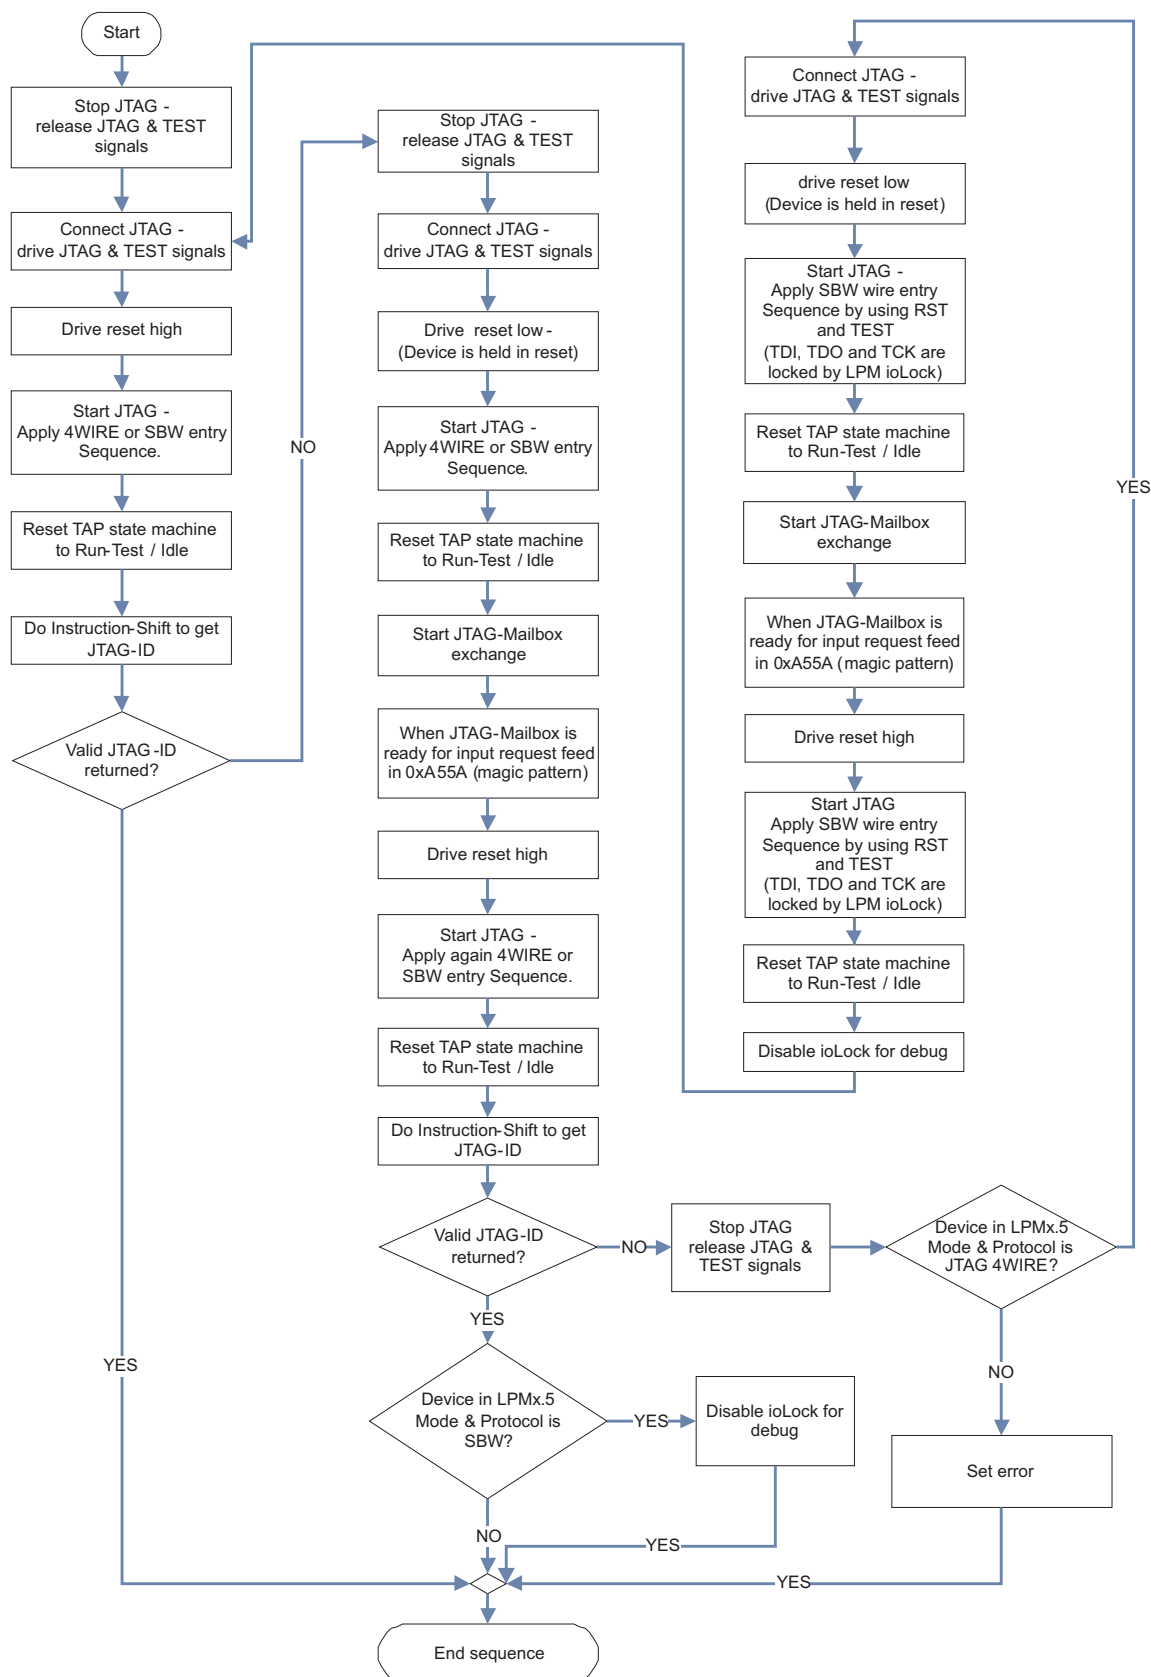 Start
Stop JTAG -
release JTAG & TEST
signals
Connect JTAG -
drive JTAG & TEST signals
Drive reset high
Start JTAG -
Apply 4WIRE or SBW entry
Sequence.
Reset TAP state machine
to Run-Test / Idle
Do Instruction-Shift to get
JTAG-ID
Valid JTAG-ID
returned?
NO
YES
Stop JTAG -
release JTAG & TEST
signals
Connect JTAG -
drive JTAG & TEST signals
Drive reset low -
(Device is held in reset)
Start JTAG -
Apply 4WIRE or SBW entry
Sequence.
Reset TAP state machine
to Run-Test / Idle
Start JTAG-Mailbox
exchange
When JTAG-Mailbox is
ready for input request feed
in 0xA55A (magic pattern)
Drive reset high
Start JTAG -
Apply again 4WIRE or
SBW entry Sequence.
Reset TAP state machine
to Run-Test / Idle
Do Instruction-Shift to get
JTAG-ID
Valid JTAG-ID
returned?
NO
Stop JTAG
release JTAG &
TEST signals
Device in LPMx.5
Mode & Protocol is
JTAG 4WIRE?
YES
Connect JTAG -
drive JTAG & TEST signals
drive reset low
(Device is held in reset)
Start JTAG -
Apply SBW wire entry
Sequence by using RST
and TEST
(TDI, TDO and TCK are
locked by LPM ioLock)
Reset TAP state machine
to Run-Test / Idle
Start JTAG-Mailbox
exchange
When JTAG-Mailbox is
ready for input request feed
in 0xA55A (magic pattern)
Drive reset high
Start JTAG
Apply SBW wire entry
Sequence by using RST
and TEST
(TDI, TDO and TCK are
locked by LPM ioLock)
Reset TAP state machine
to Run-Test / Idle
Disable ioLock for debug
YES
Device in LPMx.5
Mode & Protocol is
SBW?
YES
Disable ioLock for
debug
NO
Set error
NO
YES
YES
End sequence